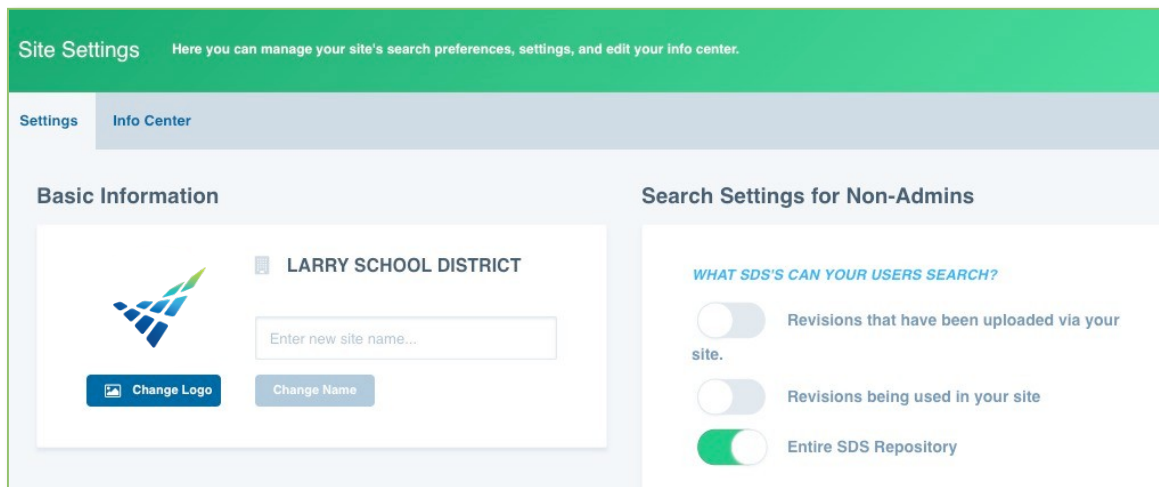 Site Settings Here you can manage your site's search preferences, settings, and edit your info center.
Settings Info Center
Basic Information
LARRY SCHOOL DISTRICT
Enter new site name...
Change Logo Change Name
Search Settings for Non-Admins
WHAT SDS'S CAN YOUR USERS SEARCH?
Revisions that have been uploaded via your
site.
Revisions being used in your site
Entire SDS Repository